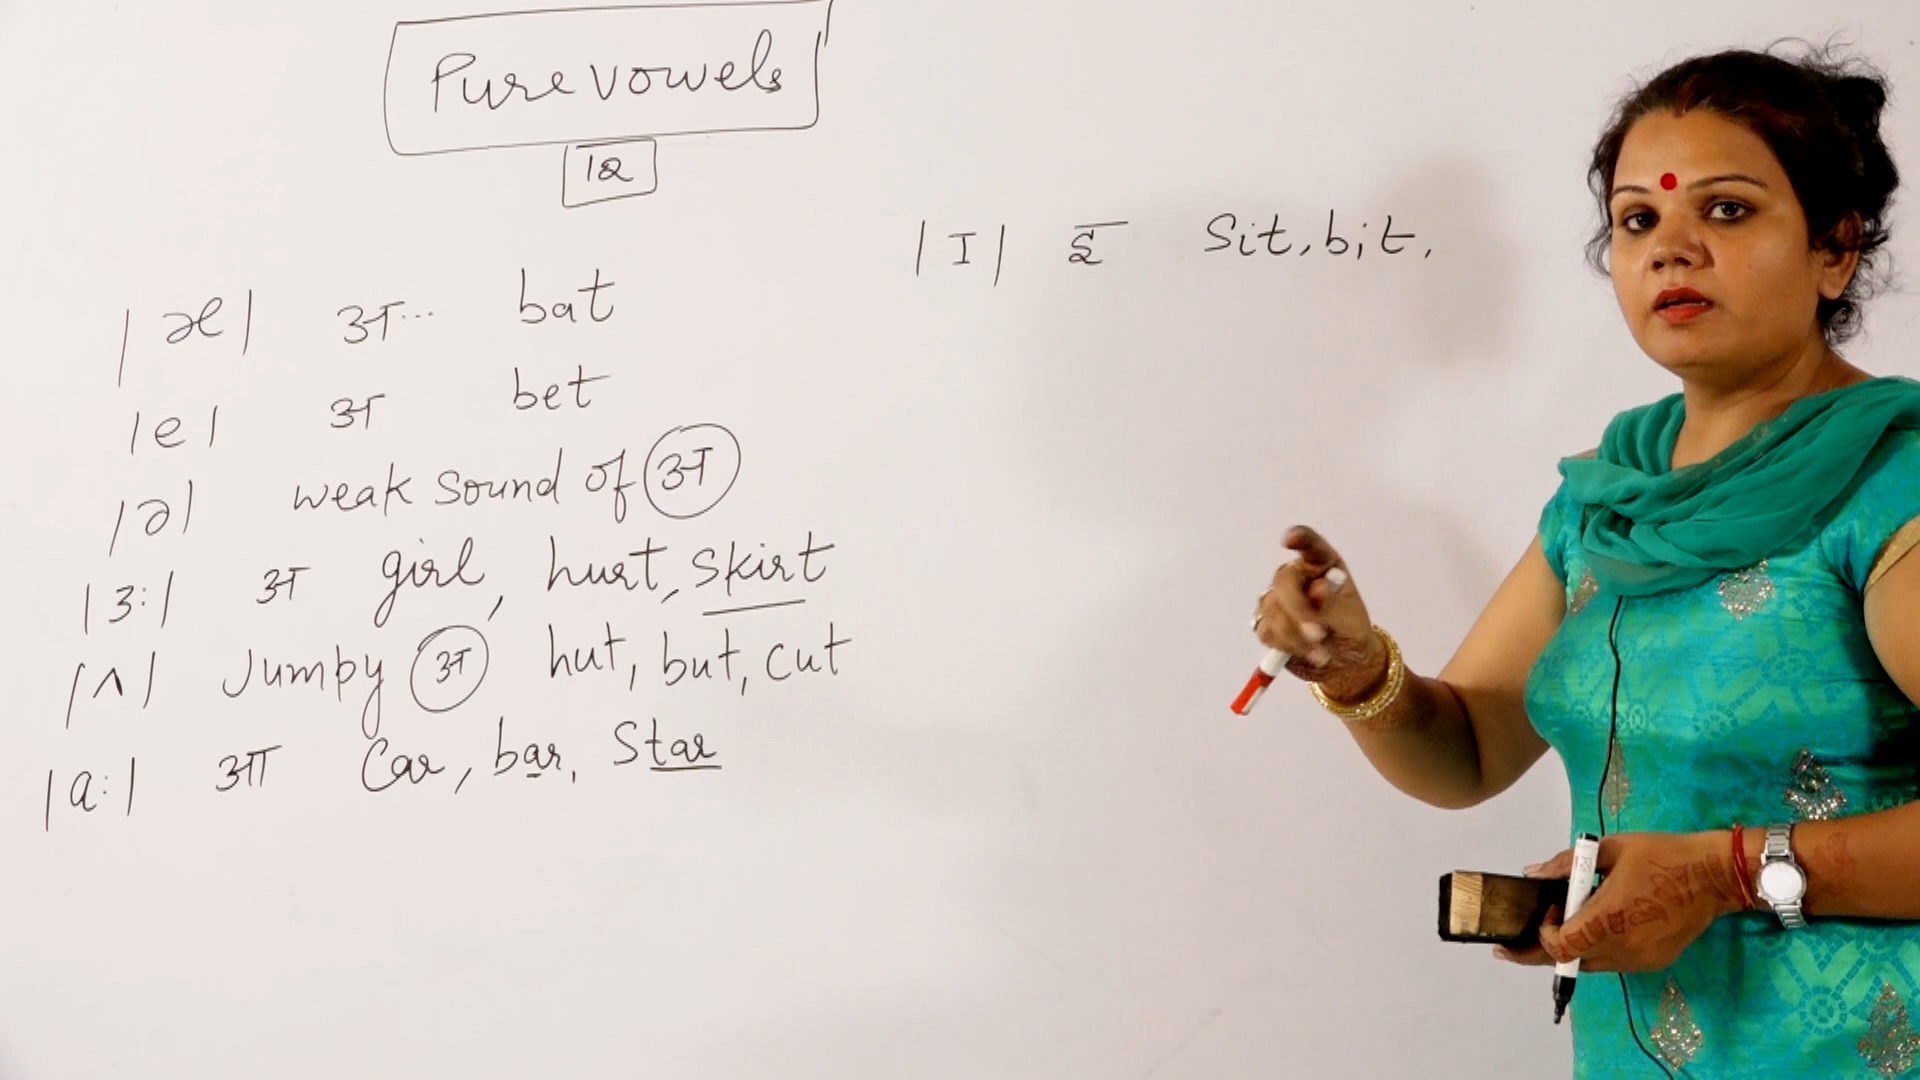 Pure vowels
12
/æ/ अ... bat
/e/ अ bet
/ə/ weak sound of अ
/3:/ अ girl, hurt, skirt
/ʌ/ Jumpy अ hut, but, cut
/a:/ आ Car, bar, Star
/I/ इ Sit, bit,